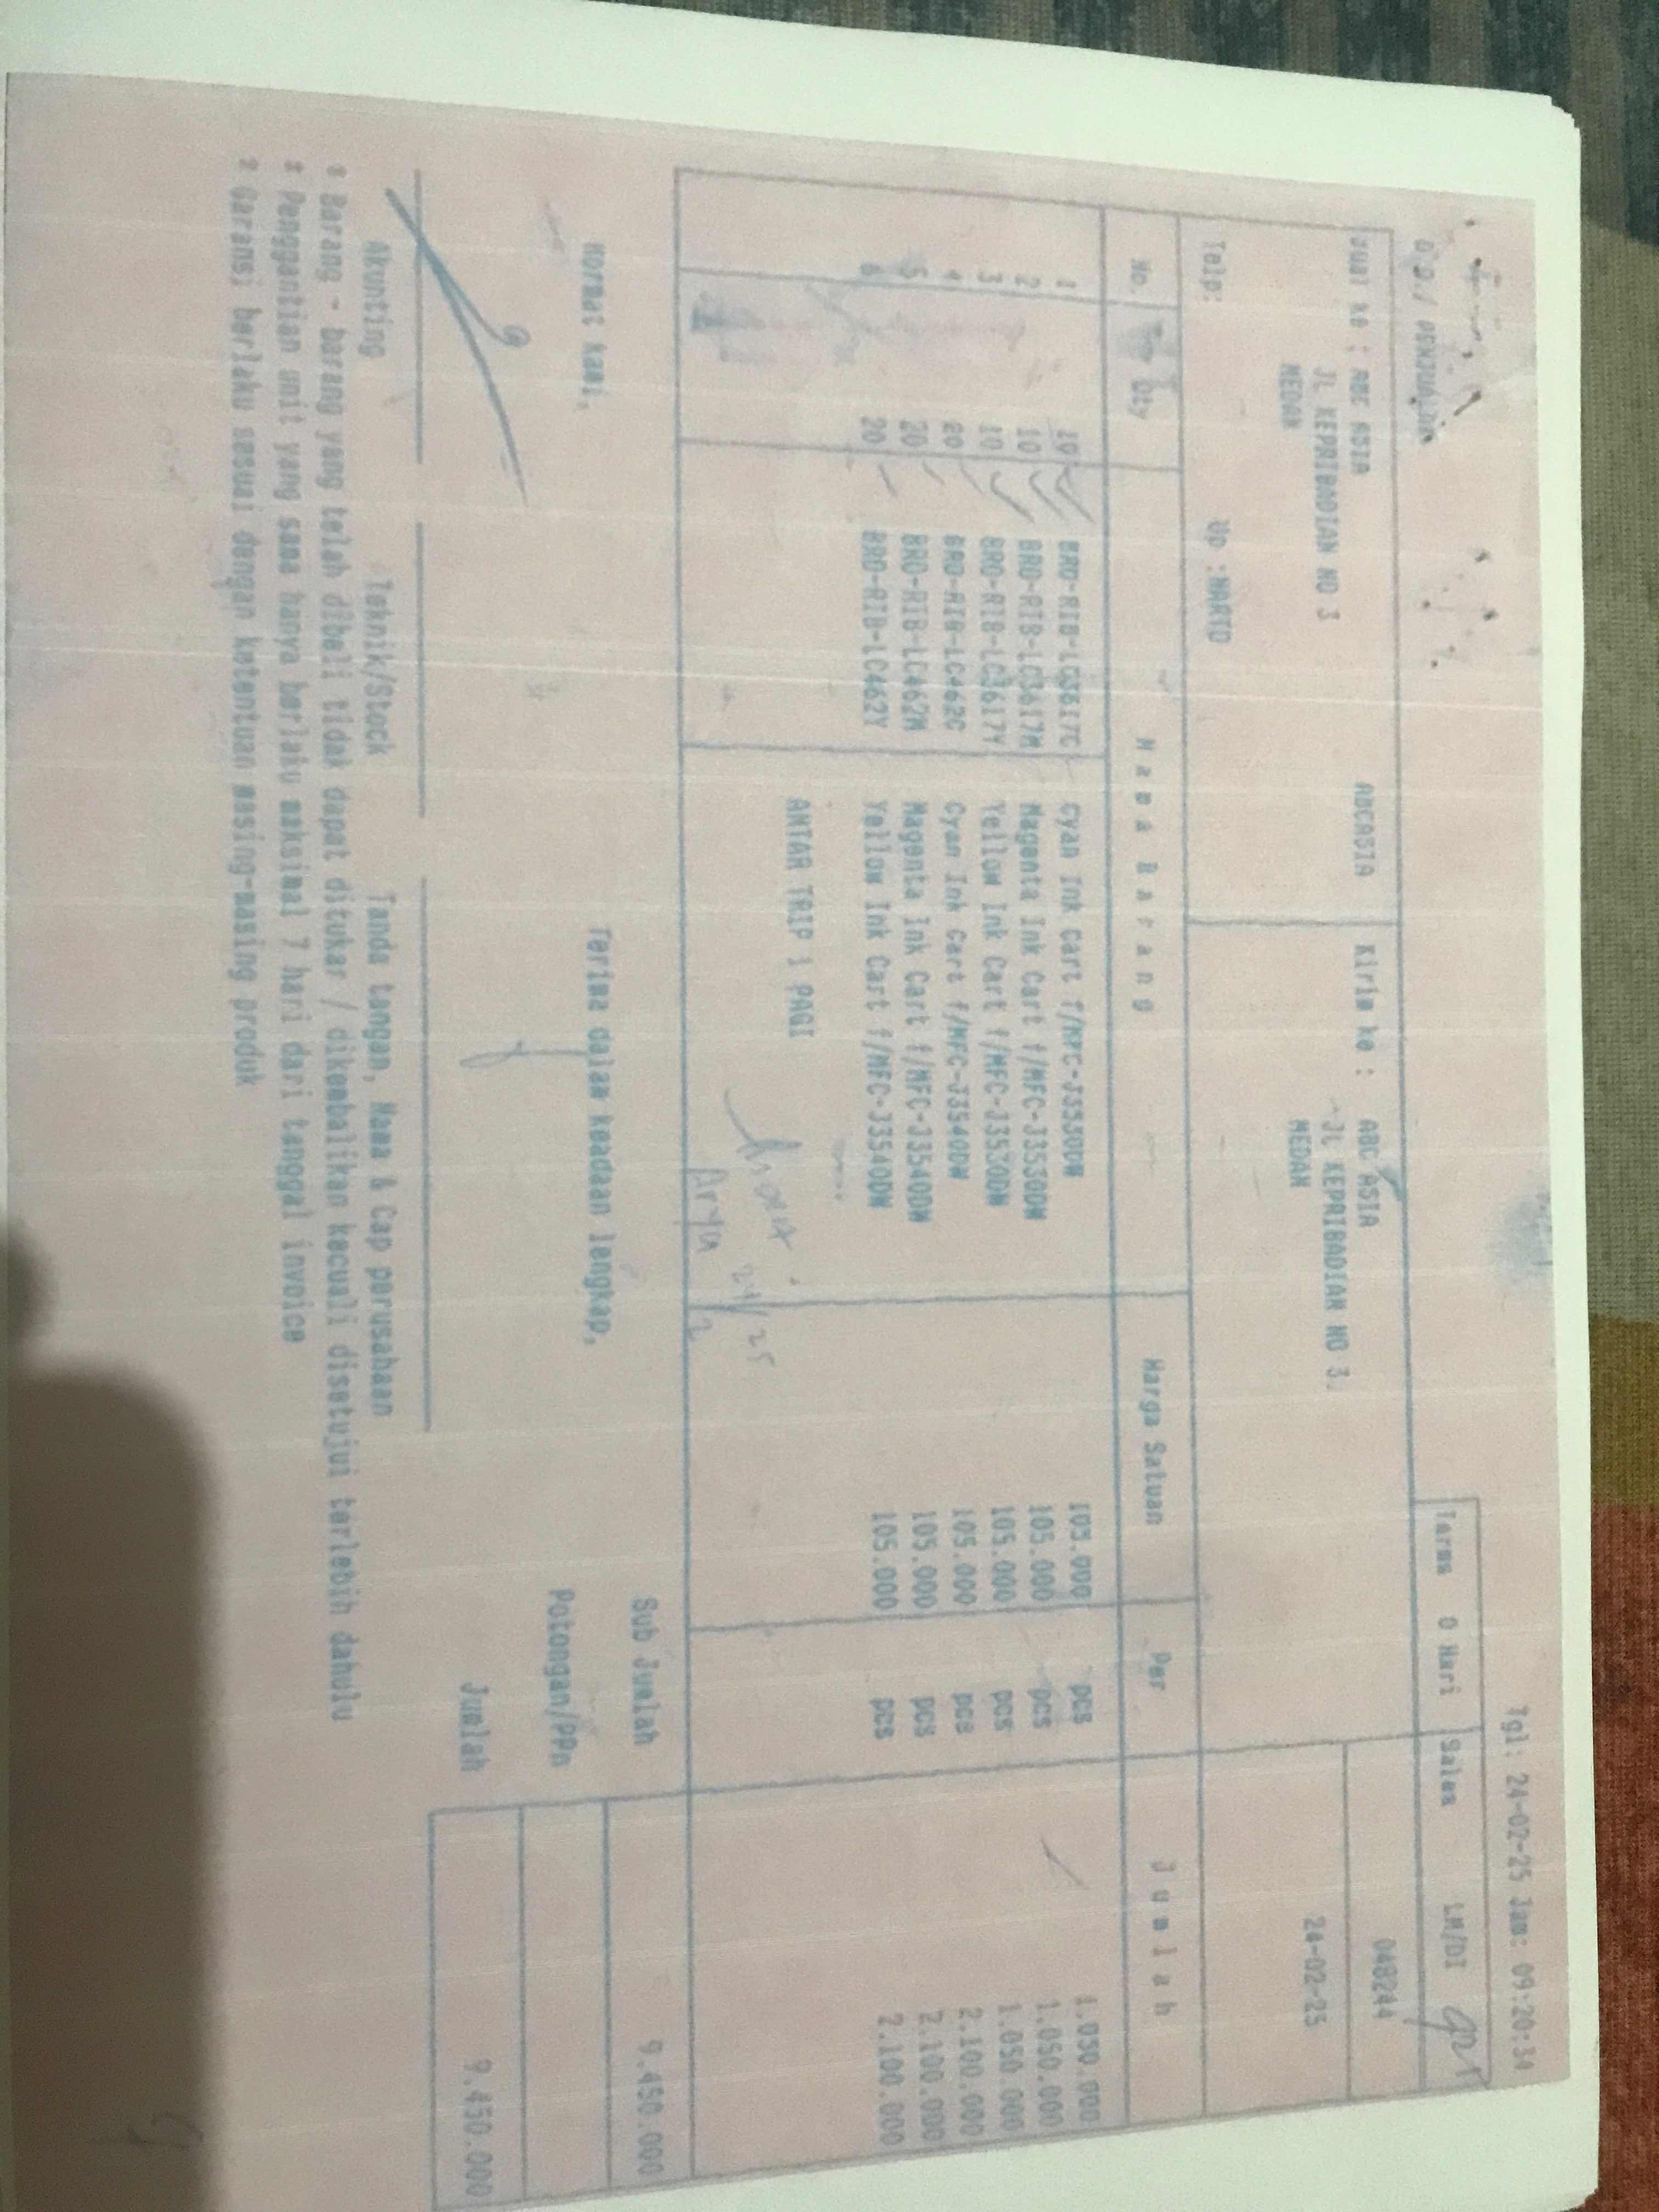 Tgl: 24-02-25 Jam: 09:20:34
Terms 0 Hari Sales LM/DI
Jual ke : ABC ASIA ABCASIA Kirim ke : ABC ASIA 048244
JL KEPRIBADIAN NO 3 JL KEPRIBADIAN NO 3
MEDAN MEDAN 24-02-25
Telp: Up :MARTO
No. Qty Nama Barang Harga Satuan Per Jumlah
1 10 BRO-RIB-LC3617C Cyan Ink Cart f/MFC-J3530DW 105.000 pcs 1.050.000
2 10 BRO-RIB-LC3617M Magenta Ink Cart f/MFC-J3530DW 105.000 pcs 1.050.000
3 10 BRO-RIB-LC3617Y Yellow Ink Cart f/MFC-J3530DW 105.000 pcs 1.050.000
4 20 BRO-RIB-LC462C Cyan Ink Cart f/MFC-J3540DW 105.000 pcs 2.100.000
5 20 BRO-RIB-LC462M Magenta Ink Cart f/MFC-J3540DW 105.000 pcs 2.100.000
6 20 BRO-RIB-LC462Y Yellow Ink Cart f/MFC-J3540DW 105.000 pcs 2.100.000
ANTAR TRIP 1 PAGI
24/2 25
Arya
Sub Jumlah 9.450.000
Hormat kami, Terima dalam keadaan lengkap,
Potongan/PPn
Jumlah 9.450.000
Akunting Teknik/Stock Tanda tangan, Nama & Cap perusahaan
* Barang - barang yang telah dibeli tidak dapat ditukar / dikembalikan kecuali disetujui terlebih dahulu
* Penggantian unit yang sama hanya berlaku maksimal 7 hari dari tanggal invoice
* Garansi berlaku sesuai dengan ketentuan masing-masing produk